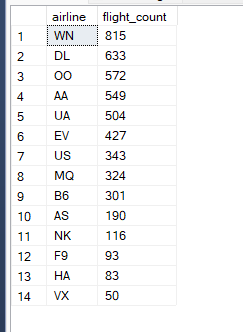 airline flight_count
1 WN 815
2 DL 633
3 OO 572
4 AA 549
5 UA 504
6 EV 427
7 US 343
8 MQ 324
9 B6 301
10 AS 190
11 NK 116
12 F9 93
13 HA 83
14 VX 50